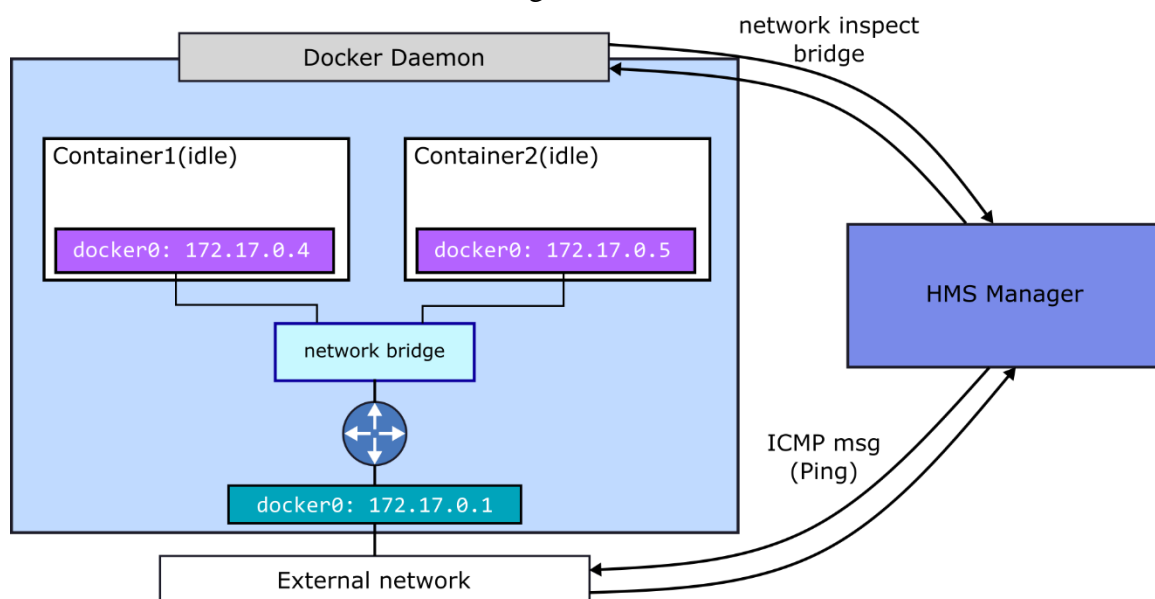 network inspect
bridge
Docker Daemon
Container1(idle)
Container2(idle)
docker0: 172.17.0.4
docker0: 172.17.0.5
HMS Manager
network bridge
ICMP msg
(Ping)
docker0: 172.17.0.1
External network